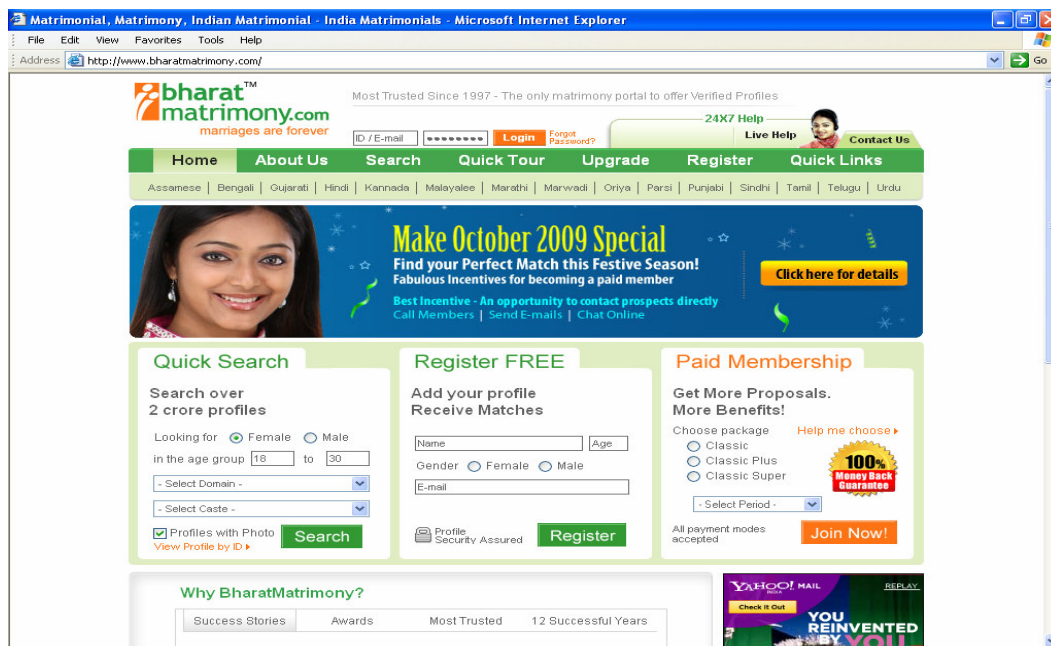 Matrimonial, Matrimony, Indian Matrimonial - India Matrimonials - Microsoft Internet Explorer
File Edit View Favorites Tools Help
Address http://www.bharatmatrimony.com/ Go
bharat™
matrimony.com
marriages are forever
Most Trusted Since 1997 - The only matrimony portal to offer Verified Profiles
ID / E-mail •••••••• Login Forgot Password?
24X7 Help
Live Help
Contact Us
Home About Us Search Quick Tour Upgrade Register Quick Links
Assamese | Bengali | Gujarati | Hindi | Kannada | Malayalee | Marathi | Marwadi | Oriya | Parsi | Punjabi | Sindhi | Tamil | Telugu | Urdu
Make October 2009 Special
Find your Perfect Match this Festive Season!
Fabulous Incentives for becoming a paid member
Best Incentive - An opportunity to contact prospects directly
Call Members | Send E-mails | Chat Online
Click here for details
Quick Search
Search over
2 crore profiles
Looking for Female Male
in the age group 18 to 30
- Select Domain -
- Select Caste -
Profiles with Photo
View Profile by ID
Search
Register FREE
Add your profile
Receive Matches
Name Age
Gender Female Male
E-mail
Profile
Security Assured
Register
Paid Membership
Get More Proposals.
More Benefits!
Choose package Help me choose
Classic
Classic Plus
Classic Super
100%
Money Back
Guarantee
- Select Period -
All payment modes
accepted
Join Now!
Why BharatMatrimony?
Success Stories Awards Most Trusted 12 Successful Years
YAHOO! MAIL
INDIA
REPLAY
Check It Out
YOU
REINVENTED
BY YOU